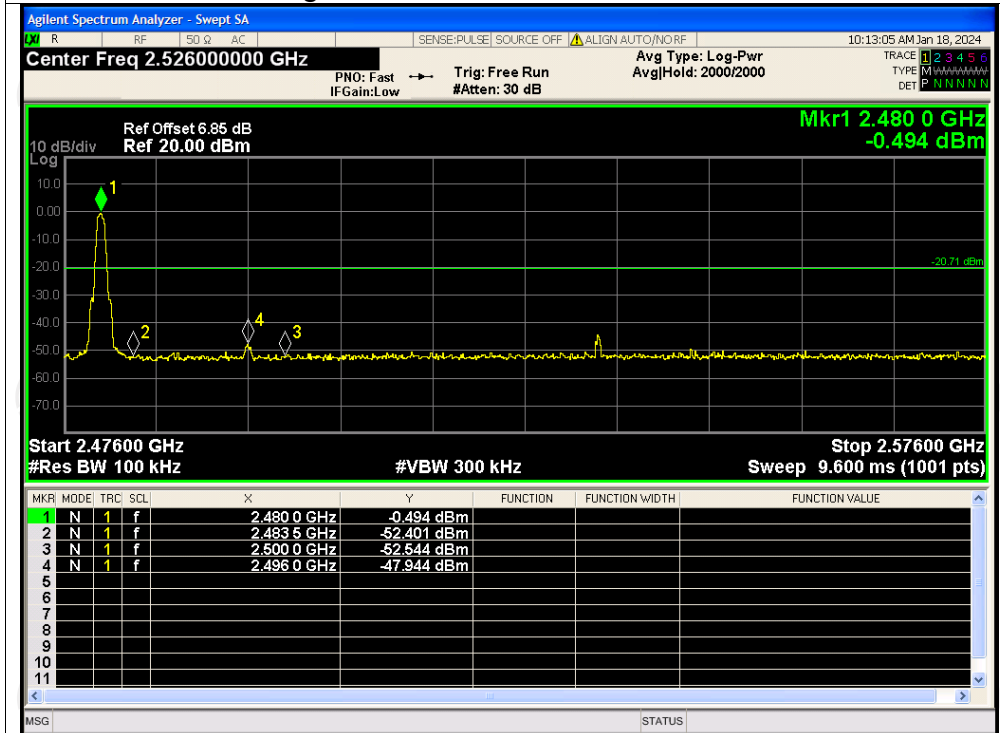 Agilent Spectrum Analyzer - Swept SA
LXI R RF 50 Ω AC SENSE:PULSE SOURCE OFF ALIGN AUTO/NO RF 10:13:05 AM Jan 18, 2024
Center Freq 2.526000000 GHz
PNO: Fast
IFGain:Low
Trig: Free Run
#Atten: 30 dB
Avg Type: Log-Pwr
Avg|Hold: 2000/2000
TRACE 1 2 3 4 5 6
TYPE M
DET P N N N N N
Mkr1 2.480 0 GHz
-0.494 dBm
Ref Offset 6.85 dB
10 dB/div Ref 20.00 dBm
Log
10.0
0.00
-10.0
-20.0
-30.0
-40.0
-50.0
-60.0
-70.0
1
2
4
3
-20.71 dBm
Start 2.47600 GHz Stop 2.57600 GHz
#Res BW 100 kHz #VBW 300 kHz Sweep 9.600 ms (1001 pts)
MKR MODE TRC SCL X Y FUNCTION FUNCTION WIDTH FUNCTION VALUE
1 N 1 f 2.480 0 GHz -0.494 dBm
2 N 1 f 2.483 5 GHz -52.401 dBm
3 N 1 f 2.500 0 GHz -52.544 dBm
4 N 1 f 2.496 0 GHz -47.944 dBm
5
6
7
8
9
10
11
MSG STATUS